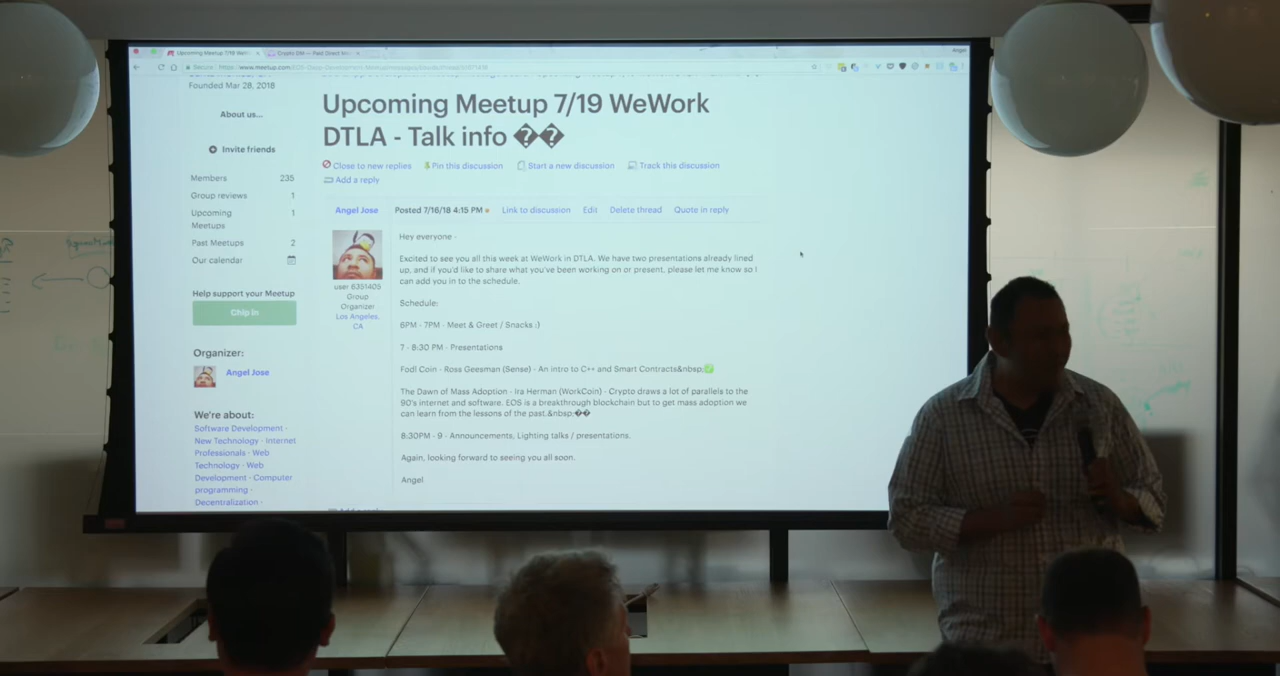 Upcoming Meetup 7/19 WeW
Angel
Secure
https://www.meetup.com/
Founded Mar 28, 2018
About us...
Invite friends
Members 235
Group reviews 1
Upcoming Meetups 1
Past Meetups 2
Our calendar
Help support your Meetup
Chip in
Organizer:
Angel Jose
We're about:
Software Development ·
New Technology · Internet
Professionals · Web
Technology · Web
Development · Computer
programming ·
Decentralization ·
Upcoming Meetup 7/19 WeWork
DTLA - Talk info ��
Close to new replies Pin this discussion Start a new discussion Track this discussion
Add a reply
Angel Jose Posted 7/16/18 4:15 PM Link to discussion Edit Delete thread Quote in reply
user 6351405
Group
Organizer
Los Angeles,
CA
Hey everyone -
Excited to see you all this week at WeWork in DTLA. We have two presentations already lined
up, and if you'd like to share what you've been working on or present, please let me know so I
can add you in to the schedule.
Schedule:
6PM - 7PM - Meet & Greet / Snacks :)
7 - 8:30 PM - Presentations
Fodl Coin - Ross Geesman (Sense) - An intro to C++ and Smart Contracts&nbsp;✅
The Dawn of Mass Adoption - Ira Herman (WorkCoin) - Crypto draws a lot of parallels to the
90's internet and software. EOS is a breakthrough blockchain but to get mass adoption we
can learn from the lessons of the past.&nbsp;��
8:30PM - 9 - Announcements, Lighting talks / presentations.
Again, looking forward to seeing you all soon.
Angel